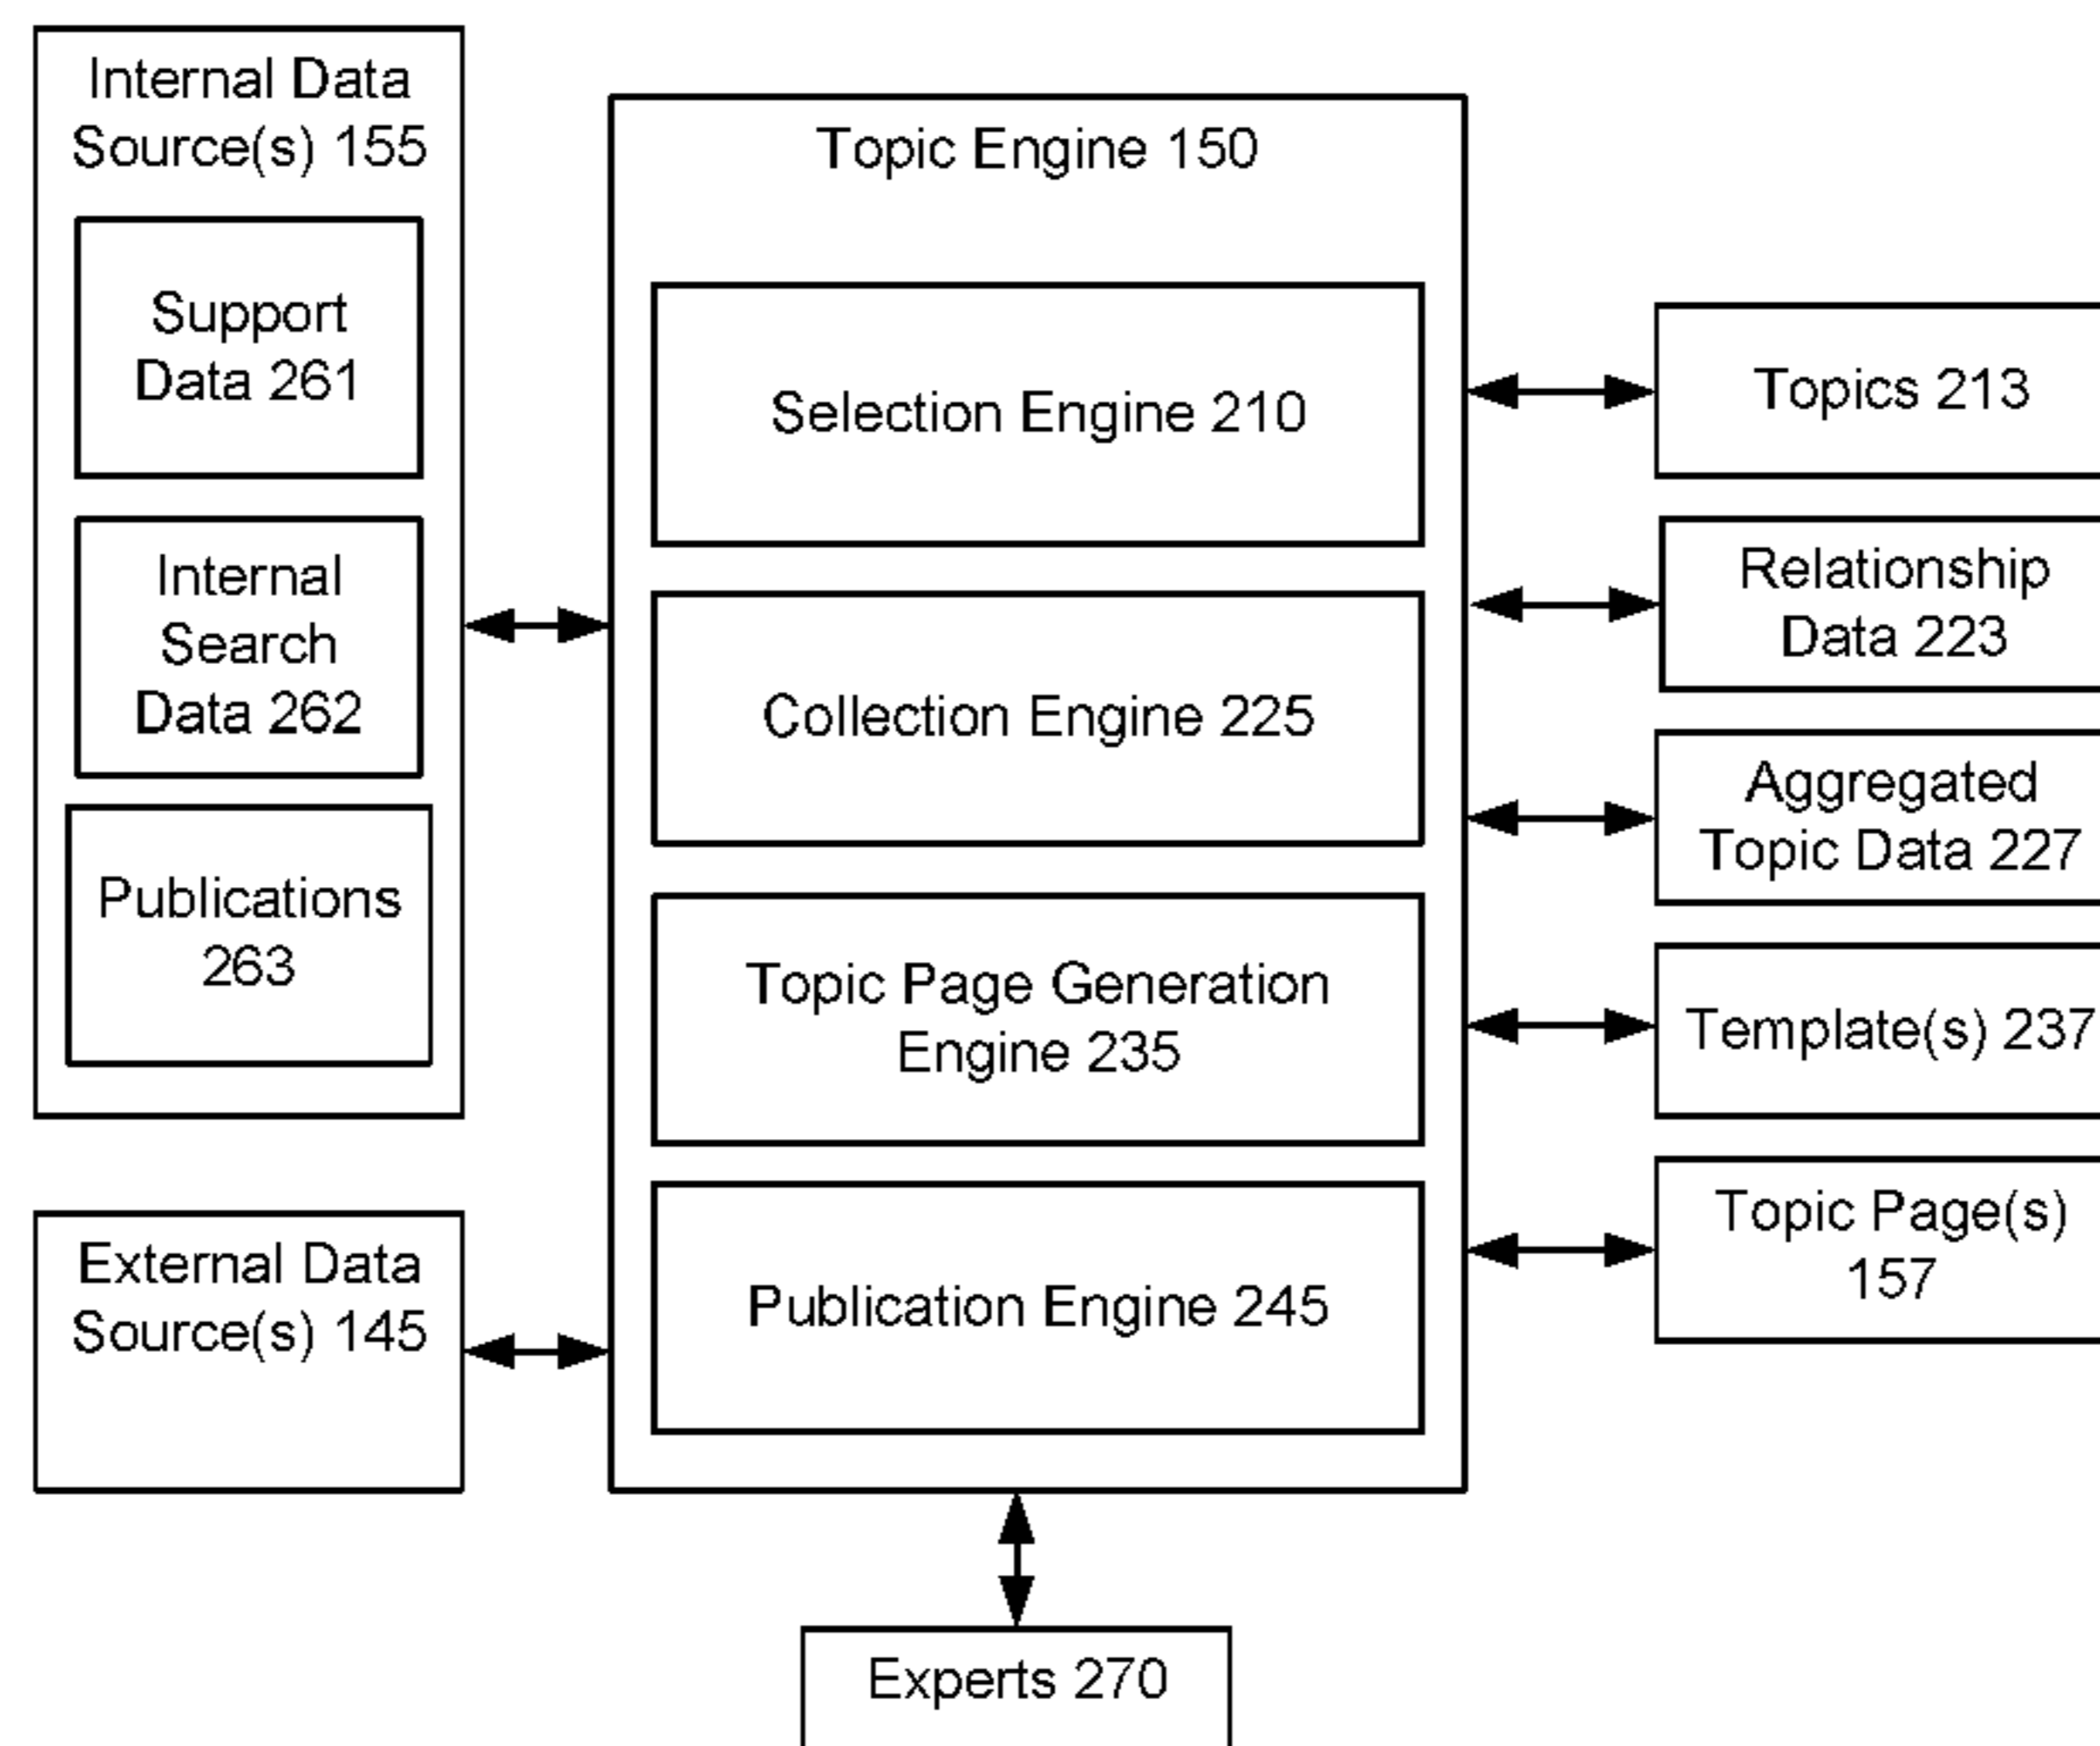 Internal Data
Source(s) 155
Support
Data 261
Internal
Search
Data 262
Publications
263
External Data
Source(s) 145
Topic Engine 150
Selection Engine 210
Collection Engine 225
Topic Page Generation
Engine 235
Publication Engine 245
Topics 213
Relationship
Data 223
Aggregated
Topic Data 227
Template(s) 237
Topic Page(s)
157
Experts 270